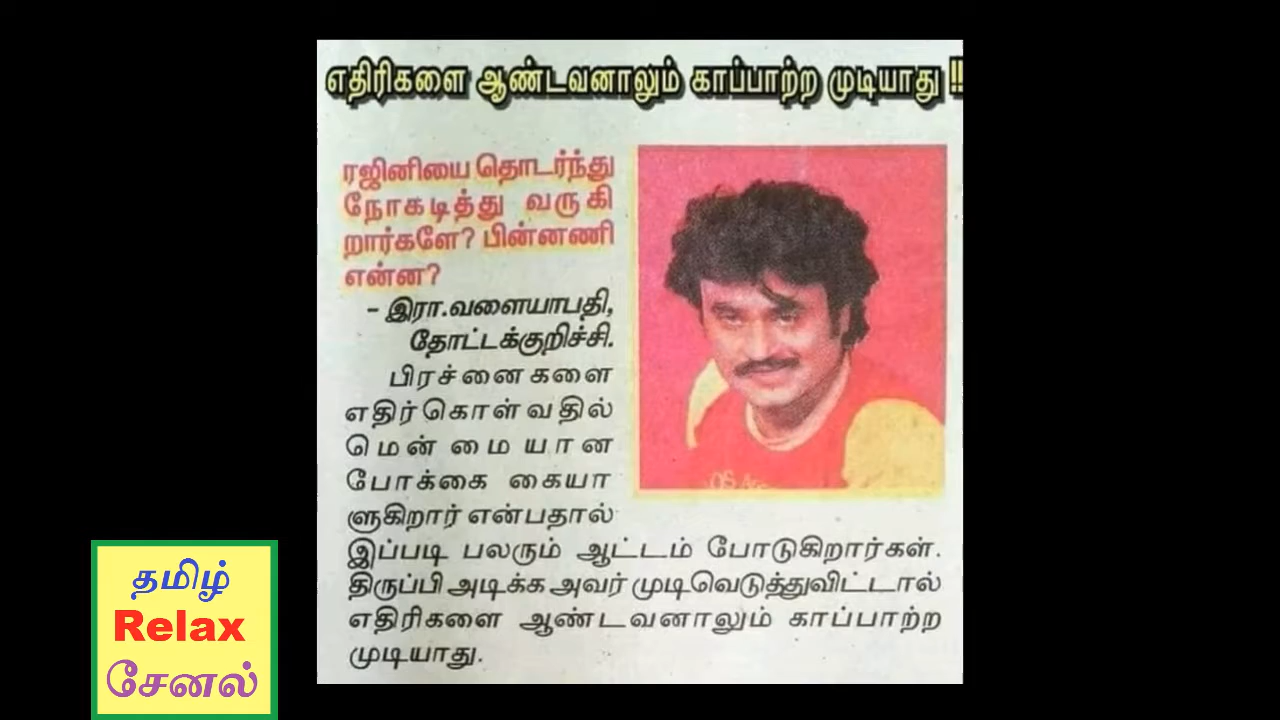 எதிரிகளை ஆண்டவனாலும் காப்பாற்ற முடியாது !!
ரஜினியை தொடர்ந்து
நோகடித்து வருகி
றார்களே? பின்னணி
என்ன?
– இரா.வளையாபதி,
தோட்டக்குறிச்சி.
பிரச்னைகளை
எதிர்கொள்வதில்
மென்மையான
போக்கை கையா
ளுகிறார் என்பதால்
இப்படி பலரும் ஆட்டம் போடுகிறார்கள்.
திருப்பி அடிக்க அவர் முடிவெடுத்துவிட்டால்
எதிரிகளை ஆண்டவனாலும் காப்பாற்ற
முடியாது.
தமிழ்
Relax
சேனல்